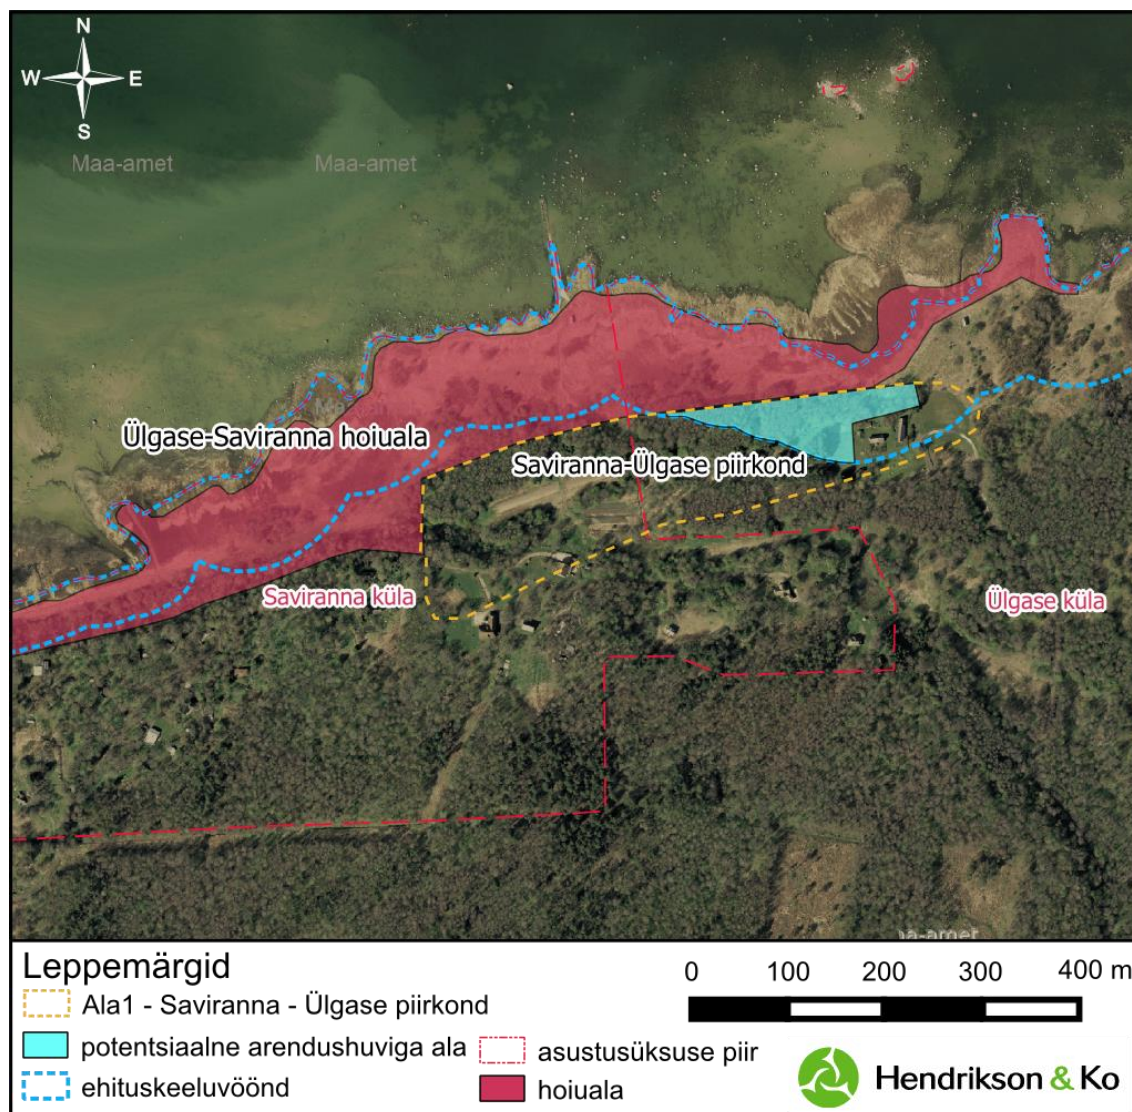 N
W E
S
Maa-amet Maa-amet
Ülgase-Saviranna hoiuala
Saviranna-Ülgase piirkond
Saviranna küla
Ülgase küla
Leppemärgid
Ala1 - Saviranna - Ülgase piirkond
potentsiaalne arendushuviga ala
ehituskeeluvöönd
asustusüksuse piir
hoiuala
0 100 200 300 400 m
Hendrikson & Ko